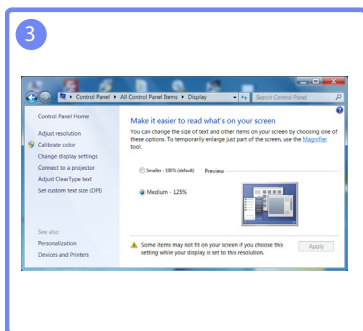 3
Control Panel ▸ All Control Panel Items ▸ Display
Search Control Panel
Control Panel Home
Adjust resolution
Calibrate color
Change display settings
Connect to a projector
Adjust ClearType text
Set custom text size (DPI)
See also
Personalization
Devices and Printers
Make it easier to read what's on your screen
You can change the size of text and other items on your screen by choosing one of
these options. To temporarily enlarge just part of the screen, use the Magnifier
tool.
Smaller - 100% (default) Preview
Medium - 125%
Some items may not fit on your screen if you choose this
setting while your display is set to this resolution.
Apply